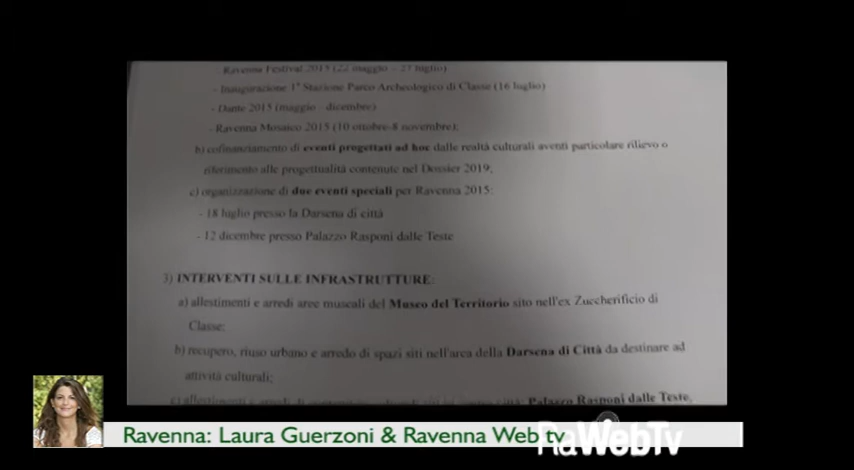 RaWebTv
- Ravenna Festival 2015 (22 maggio – 27 luglio)
- Inaugurazione 1ª Stazione Parco Archeologico di Classe (16 luglio)
- Dante 2015 (maggio - dicembre)
- Ravenna Mosaico 2015 (10 ottobre-8 novembre);
b) cofinanziamento di eventi progettati ad hoc dalle realtà culturali aventi particolare rilievo o
riferimento alle progettualità contenute nel Dossier 2019;
c) organizzazione di due eventi speciali per Ravenna 2015:
- 18 luglio presso la Darsena di città
- 12 dicembre presso Palazzo Rasponi dalle Teste
3) INTERVENTI SULLE INFRASTRUTTURE:
a) allestimenti e arredi aree museali del Museo del Territorio sito nell'ex Zuccherificio di
Classe;
b) recupero, riuso urbano e arredo di spazi siti nell'area della Darsena di Città da destinare ad
attività culturali;
c) allestimenti e arredi di Palazzo Rasponi dalle Teste,
Ravenna: Laura Guerzoni & Ravenna Web tv
RaWebTv